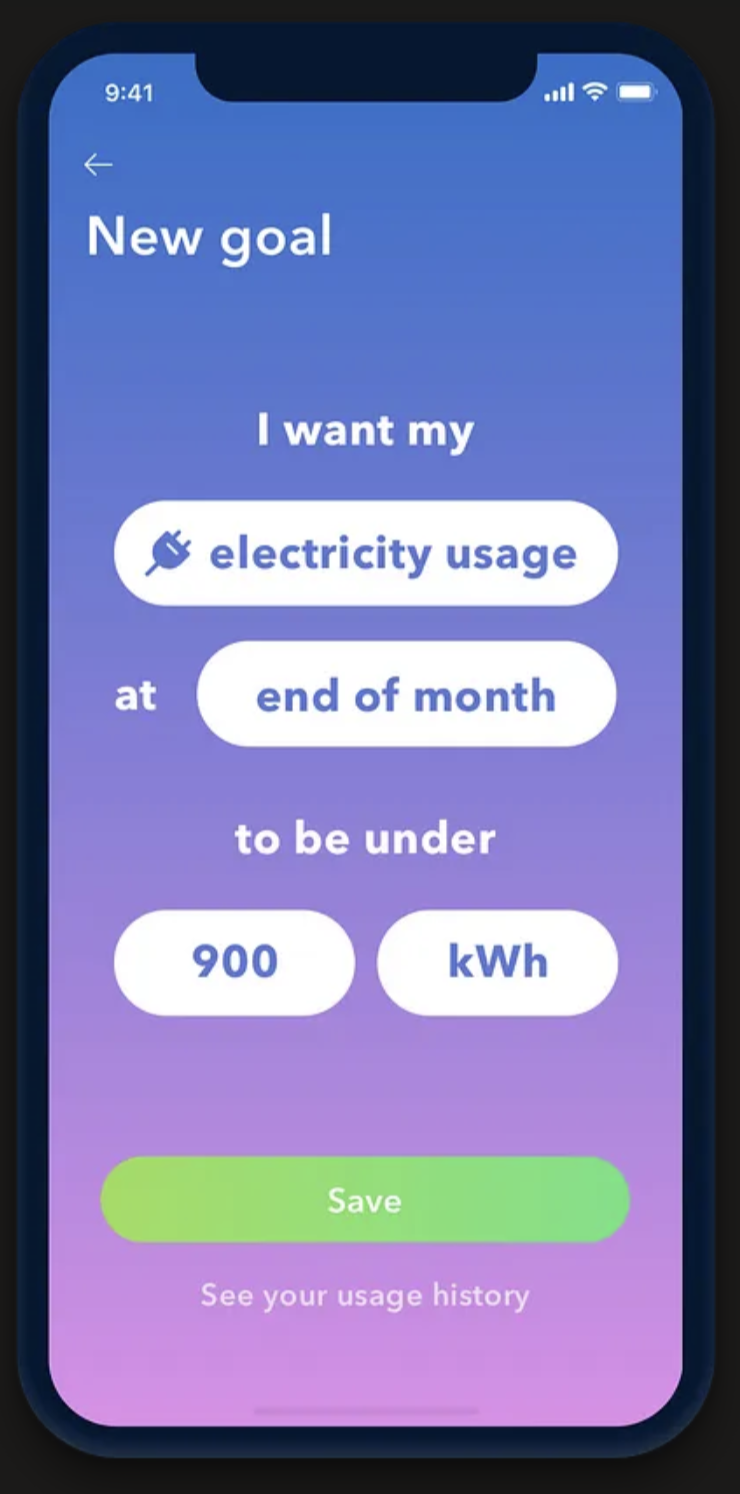 9:41
New goal
I want my
electricity usage
at end of month
to be under
900 kWh
Save
See your usage history